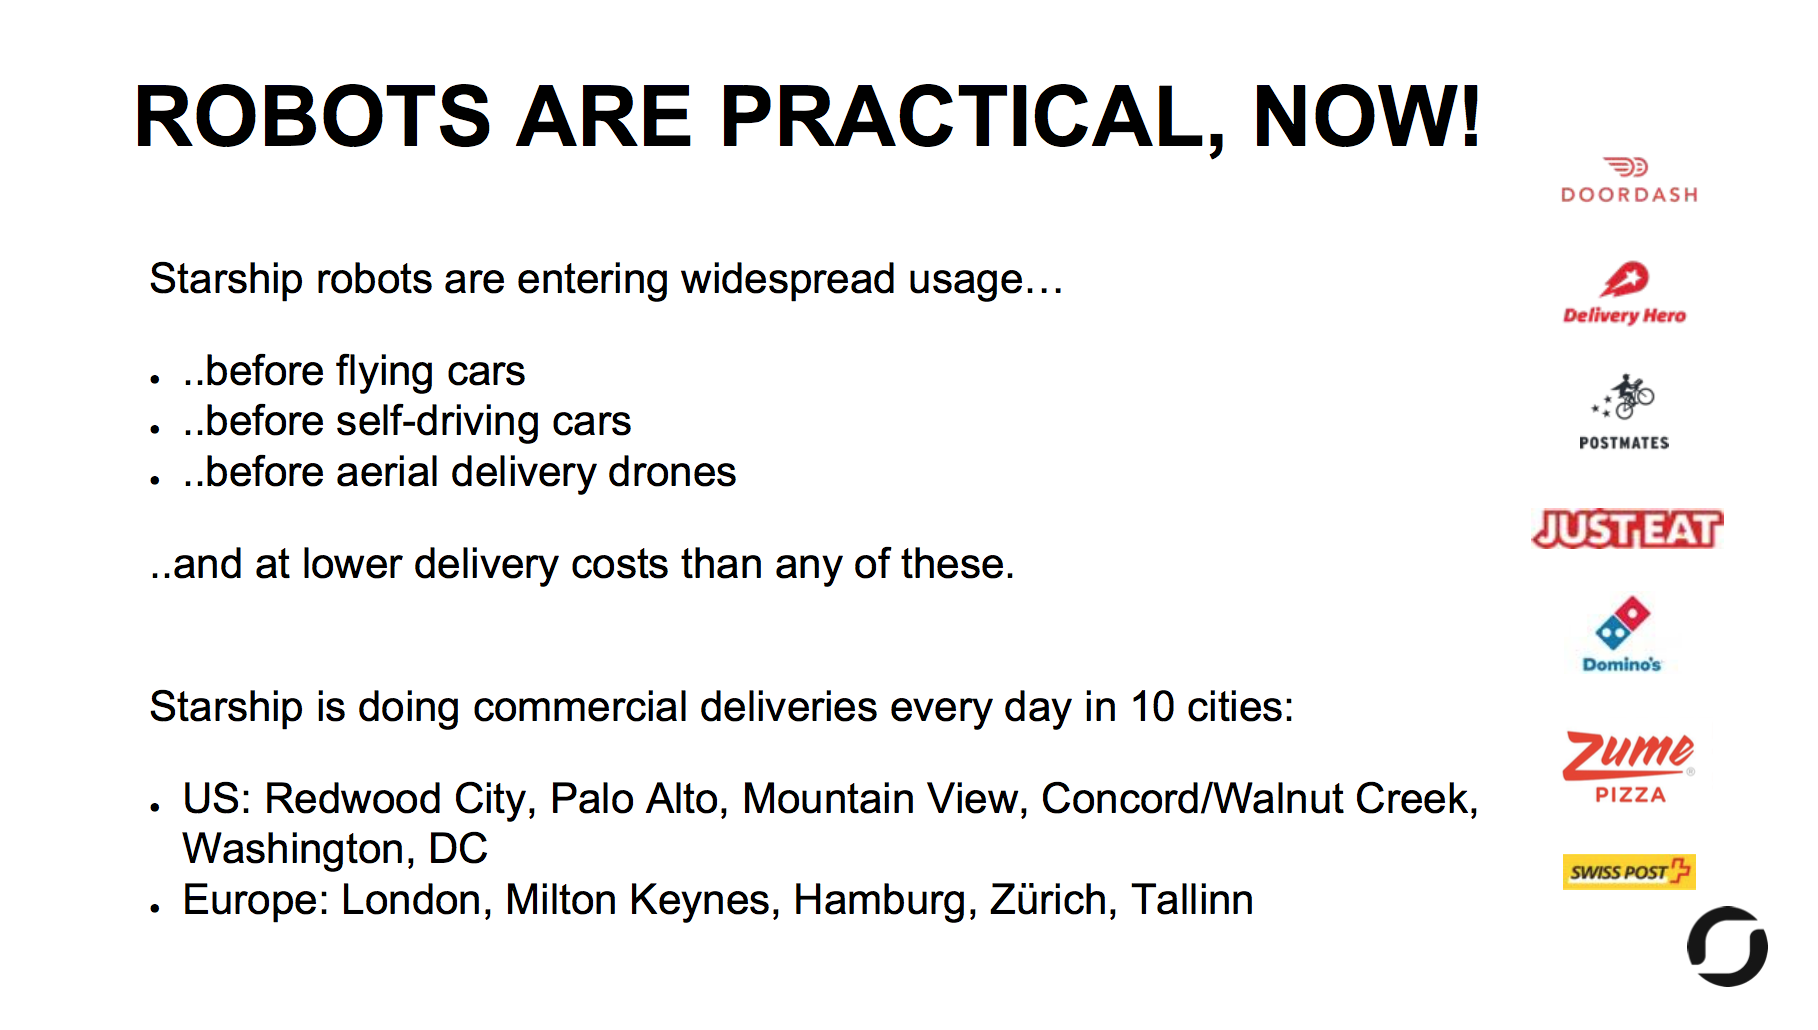 ROBOTS ARE PRACTICAL, NOW!
Starship robots are entering widespread usage…
• ..before flying cars
• ..before self-driving cars
• ..before aerial delivery drones
..and at lower delivery costs than any of these.
Starship is doing commercial deliveries every day in 10 cities:
• US: Redwood City, Palo Alto, Mountain View, Concord/Walnut Creek,
Washington, DC
• Europe: London, Milton Keynes, Hamburg, Zürich, Tallinn
DOORDASH
Delivery Hero
POSTMATES
JUST EAT
Domino's
Zume®
PIZZA
SWISS POST